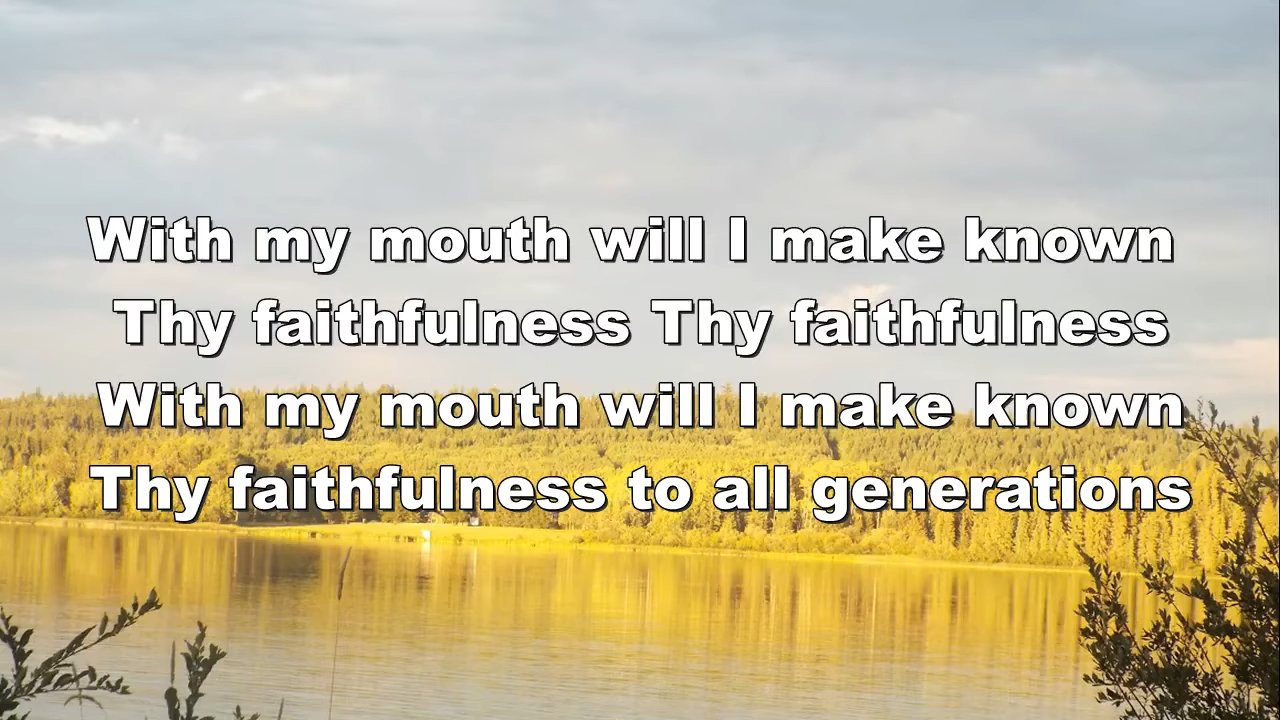 With my mouth will I make known
Thy faithfulness Thy faithfulness
With my mouth will I make known
Thy faithfulness to all generations